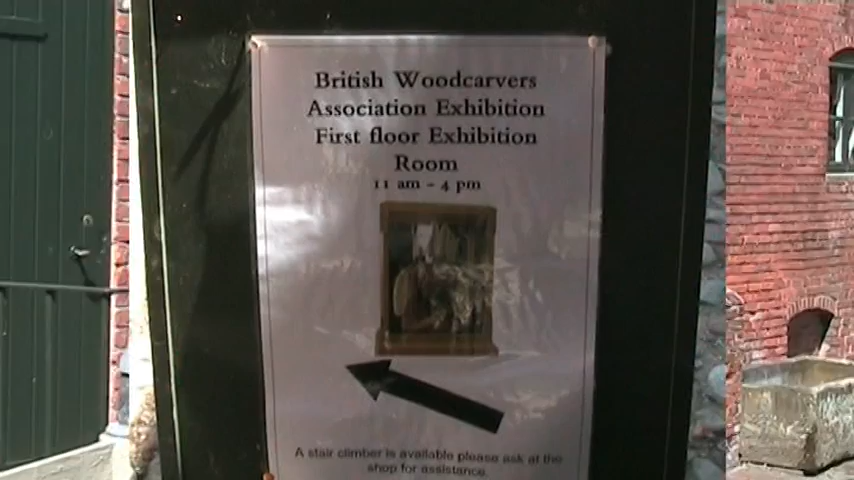 British Woodcarvers
Association Exhibition
First floor Exhibition
Room
11 am - 4 pm
A stair climber is available please ask at the
shop for assistance.